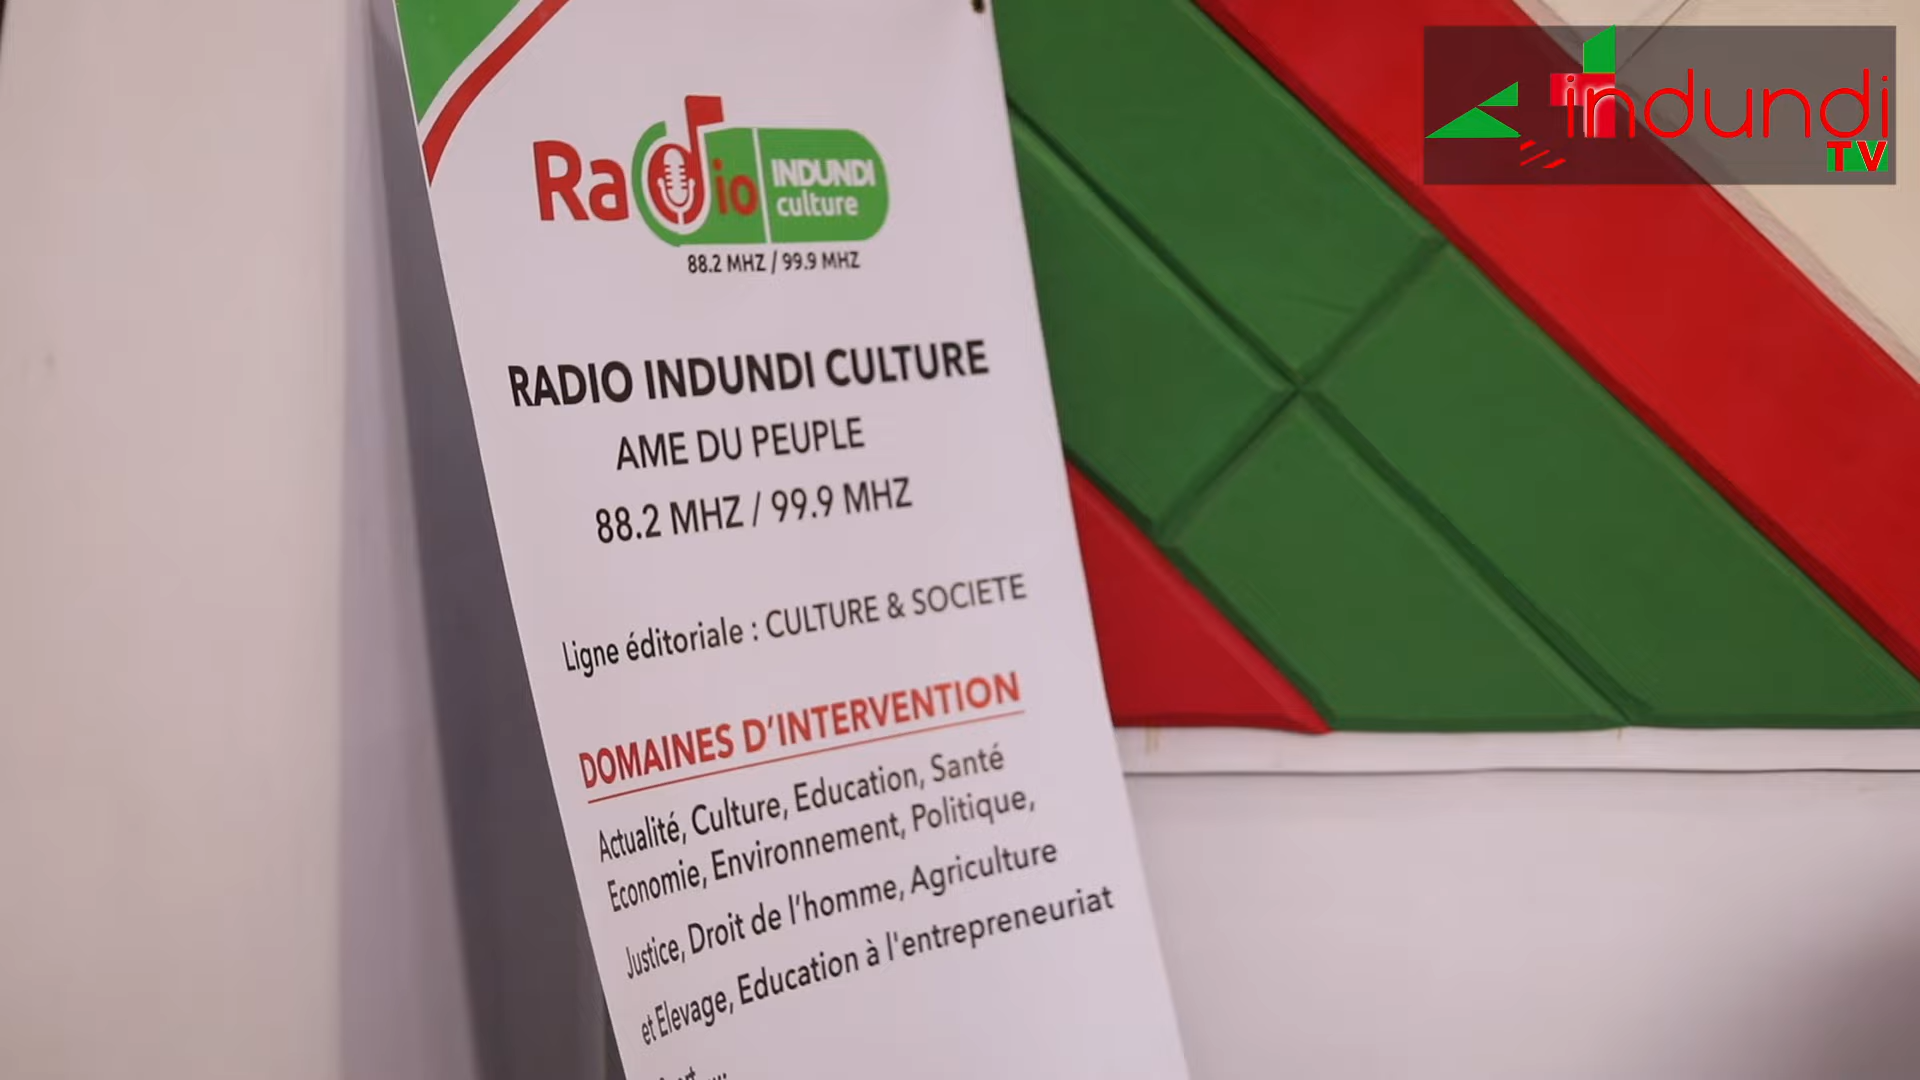 indundi
TV
Radio INDUNDI
culture
88.2 MHZ / 99.9 MHZ
RADIO INDUNDI CULTURE
AME DU PEUPLE
88.2 MHZ / 99.9 MHZ
Ligne éditoriale : CULTURE & SOCIETE
DOMAINES D'INTERVENTION
Actualité, Culture, Education, Santé
Economie, Environnement, Politique,
Justice, Droit de l'homme, Agriculture
et Elevage, Education à l'entrepreneuriat